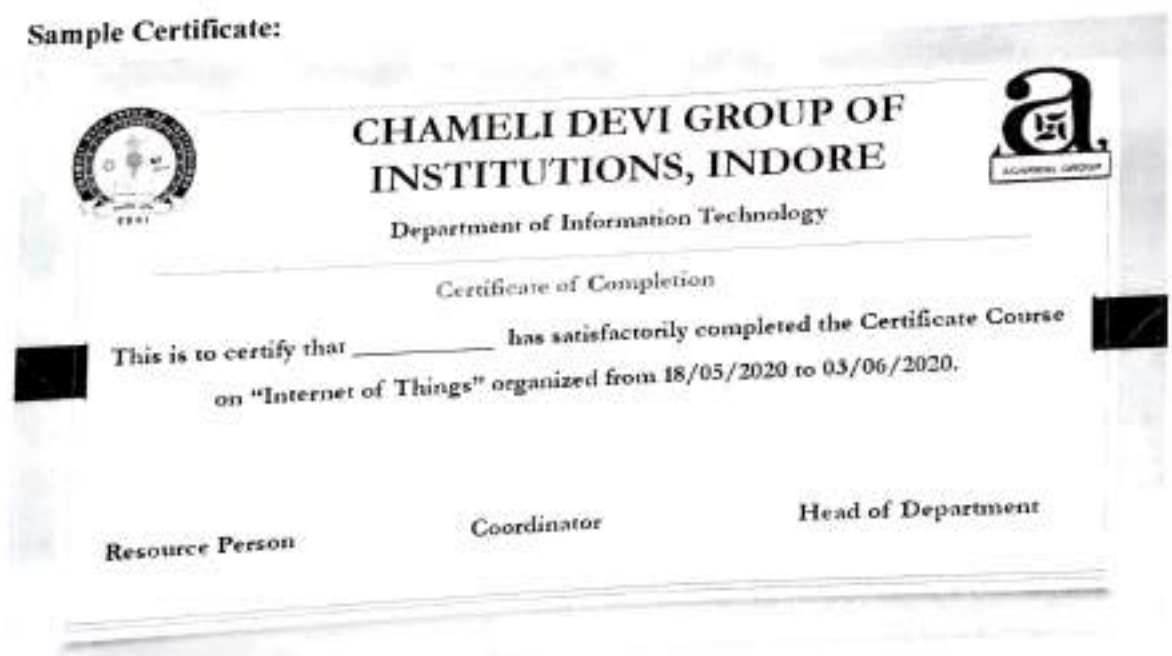 Sample Certificate:
CHAMELI DEVI GROUP OF
INSTITUTIONS, INDORE
AGARWAL GROUP
Department of Information Technology
Certificate of Completion
This is to certify that __________ has satisfactorily completed the Certificate Course
on “Internet of Things” organized from 18/05/2020 to 03/06/2020.
Resource Person
Coordinator
Head of Department